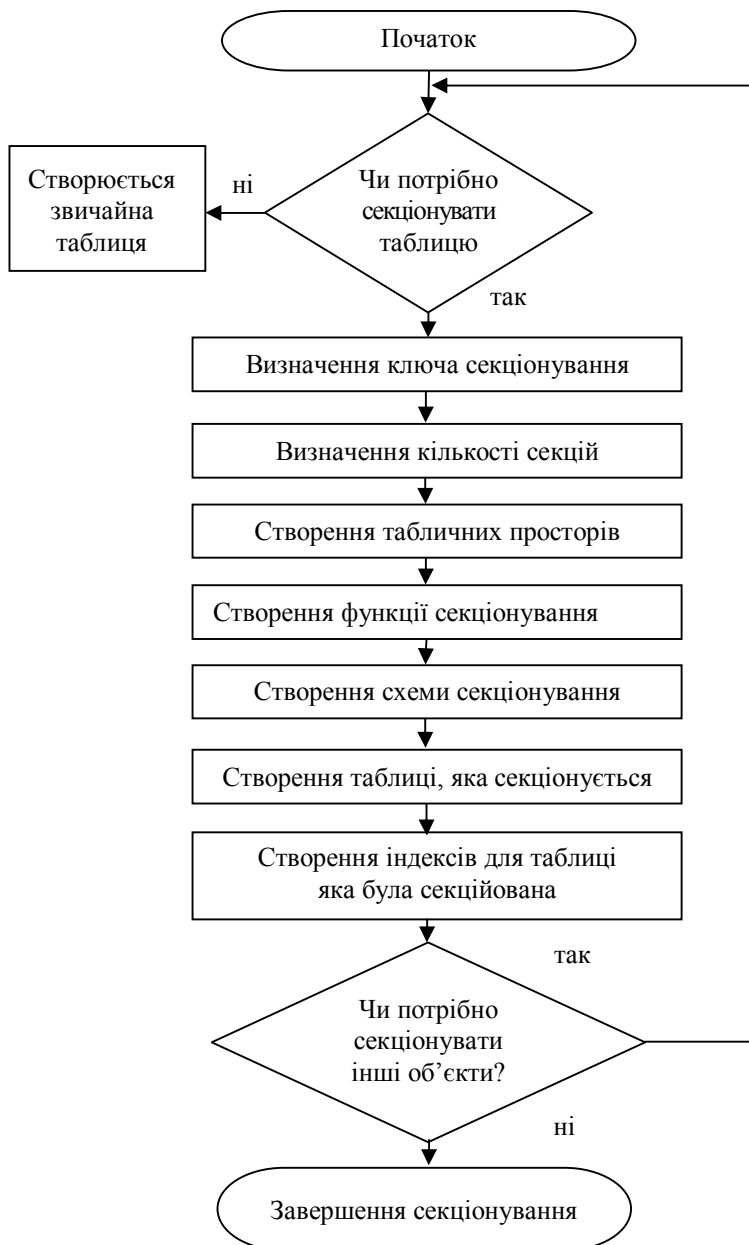 Початок
Чи потрібно
секціонувати
таблицю
ні
Створюється
звичайна
таблиця
так
Визначення ключа секціонування
Визначення кількості секцій
Створення табличних просторів
Створення функції секціонування
Створення схеми секціонування
Створення таблиці, яка секціонується
Створення індексів для таблиці
яка була секційована
так
Чи потрібно
секціонувати
інші об’єкти?
ні
Завершення секціонування